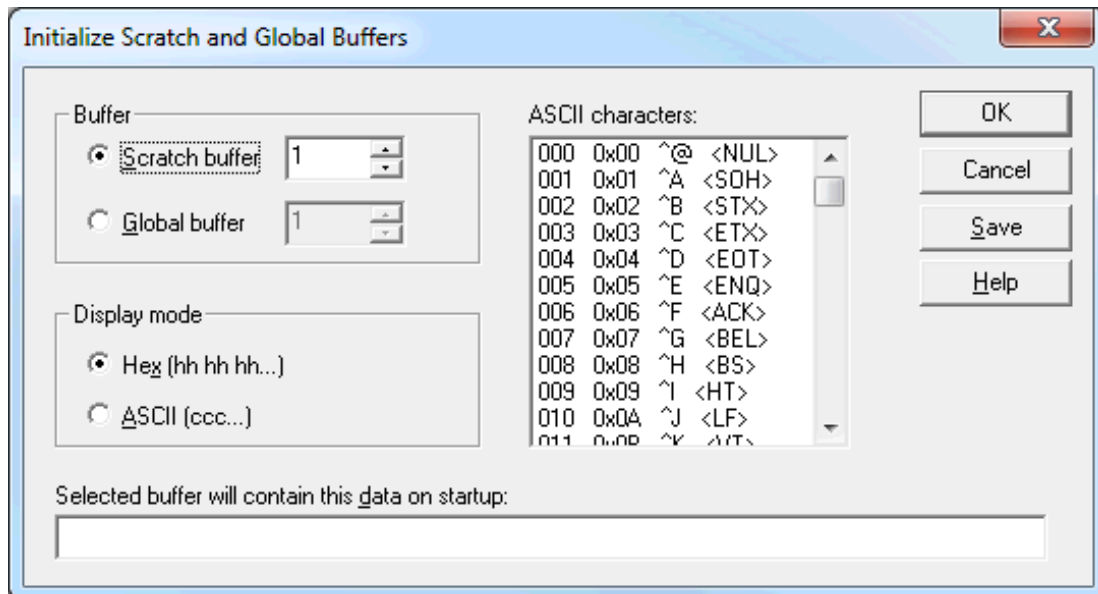 Initialize Scratch and Global Buffers
Buffer
Scratch buffer 1
Global buffer 1
Display mode
Hex (hh hh hh...)
ASCII (ccc...)
ASCII characters:
000 0x00 ^@ <NUL>
001 0x01 ^A <SOH>
002 0x02 ^B <STX>
003 0x03 ^C <ETX>
004 0x04 ^D <EOT>
005 0x05 ^E <ENQ>
006 0x06 ^F <ACK>
007 0x07 ^G <BEL>
008 0x08 ^H <BS>
009 0x09 ^I <HT>
010 0x0A ^J <LF>
011 0x0B ^K <VT>
OK
Cancel
Save
Help
Selected buffer will contain this data on startup: